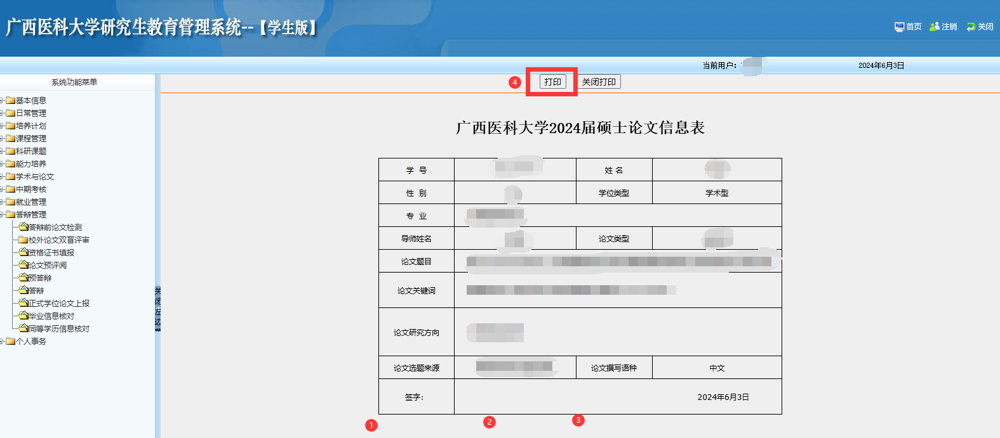 广西医科大学研究生教育管理系统--【学生版】
首页 注销 关闭
当前用户： 2024年6月3日
系统功能菜单
4 打印 关闭打印
基本信息
日常管理
培养计划
课程管理
科研课题
能力培养
学术与论文
中期考核
就业管理
答辩管理
答辩前论文检测
校外论文双盲评审
资格证书填报
论文预评阅
预答辩
答辩
正式学位论文上报
毕业信息核对
同等学历信息核对
个人事务
关
闭
左
边
广西医科大学2024届硕士论文信息表
学 号 姓 名
性 别 学位类型 学术型
专 业
导师姓名 论文类型
论文题目
论文关键词
论文研究方向
论文选题来源 论文撰写语种 中文
签字： 2024年6月3日
1 2 3